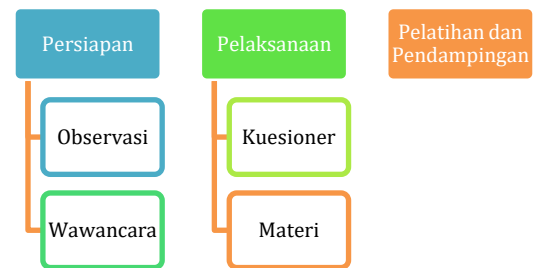 Persiapan
Observasi
Wawancara
Pelaksanaan
Kuesioner
Materi
Pelatihan dan
Pendampingan